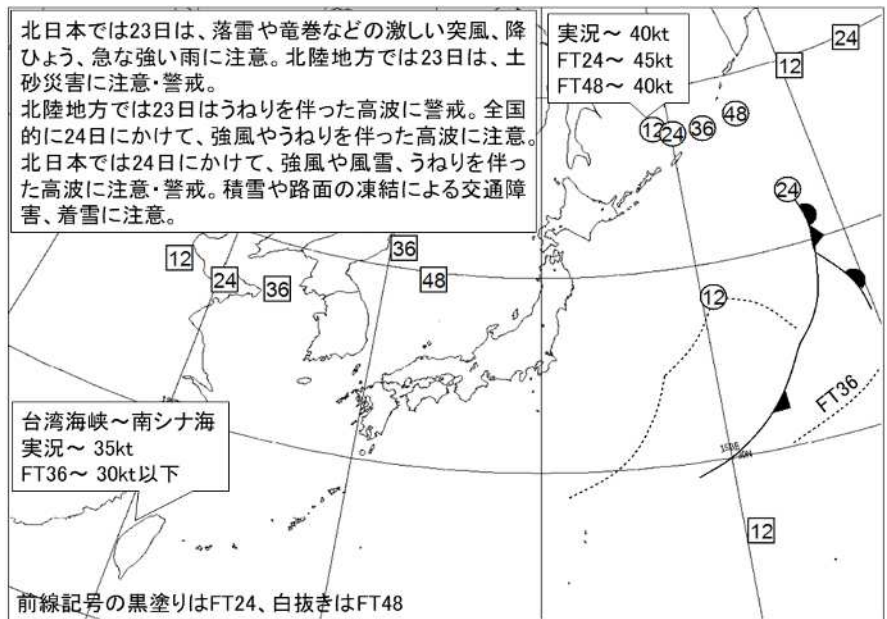 北日本では23日は、落雷や竜巻などの激しい突風、降
ひょう、急な強い雨に注意。北陸地方では23日は、土
砂災害に注意・警戒。
北陸地方では23日はうねりを伴った高波に警戒。全国
的に24日にかけて、強風やうねりを伴った高波に注意。
北日本では24日にかけて、強風や風雪、うねりを伴っ
た高波に注意・警戒。積雪や路面の凍結による交通障
害、着雪に注意。
実況～ 40kt
FT24～ 45kt
FT48～ 40kt
24
12
48
36
24
12
24
12
24
36
36
48
12
FT36
台湾海峡～南シナ海
実況～ 35kt
FT36～ 30kt以下
150E
30N
12
前線記号の黒塗りはFT24、白抜きはFT48